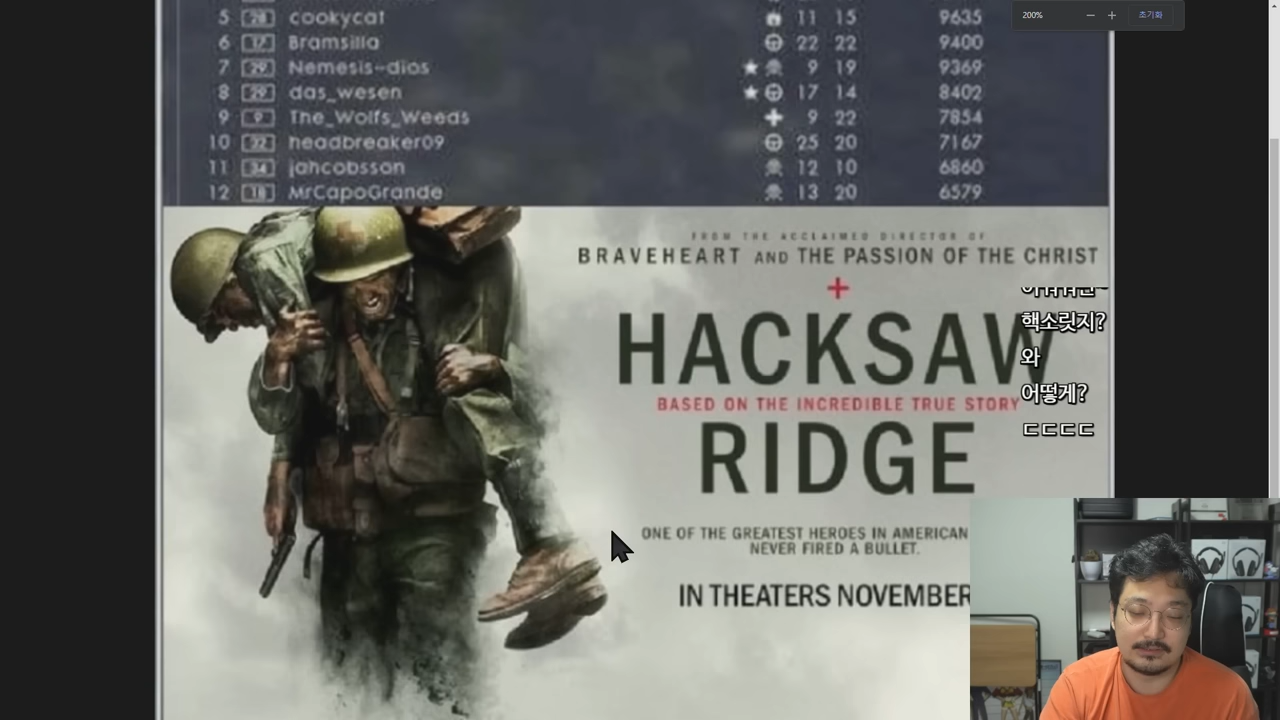 200%
초기화
5 28 cookycat 11 15 9635
6 17 Bramsilla 22 22 9400
7 29 Nemesis-dios 9 19 9369
8 29 das_wesen 17 14 8402
9 9 The_Wolfs_Weeds 9 22 7854
10 22 headbreaker09 25 20 7167
11 34 jahcobsson 12 10 6860
12 18 MrCapoGrande 13 20 6579
FROM THE ACCLAIMED DIRECTOR OF
BRAVEHEART AND THE PASSION OF THE CHRIST
HACKSAW
BASED ON THE INCREDIBLE TRUE STORY
RIDGE
ONE OF THE GREATEST HEROES IN AMERICAN
NEVER FIRED A BULLET.
IN THEATERS NOVEMBER
핵소릿지?
와
어떻게?
ㄷㄷㄷㄷ